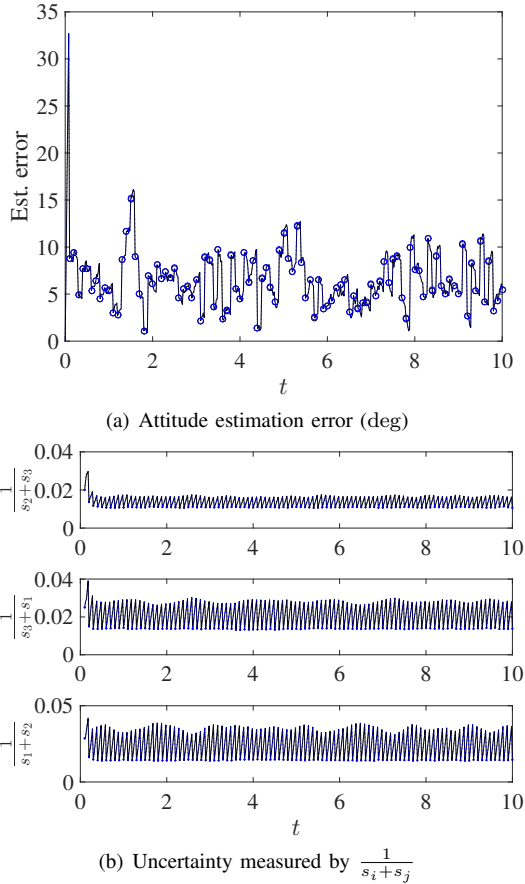 35
30
25
20
15
10
5
0
Est. error
0 2 4 6 8 10
t
(a) Attitude estimation error (deg)
0.04
0.02
0
1/(s₂+s₃)
0 2 4 6 8 10
0.04
0.02
0
1/(s₃+s₁)
0 2 4 6 8 10
0.05
0
1/(s₁+s₂)
0 2 4 6 8 10
t
(b) Uncertainty measured by 1/(sᵢ+sⱼ)